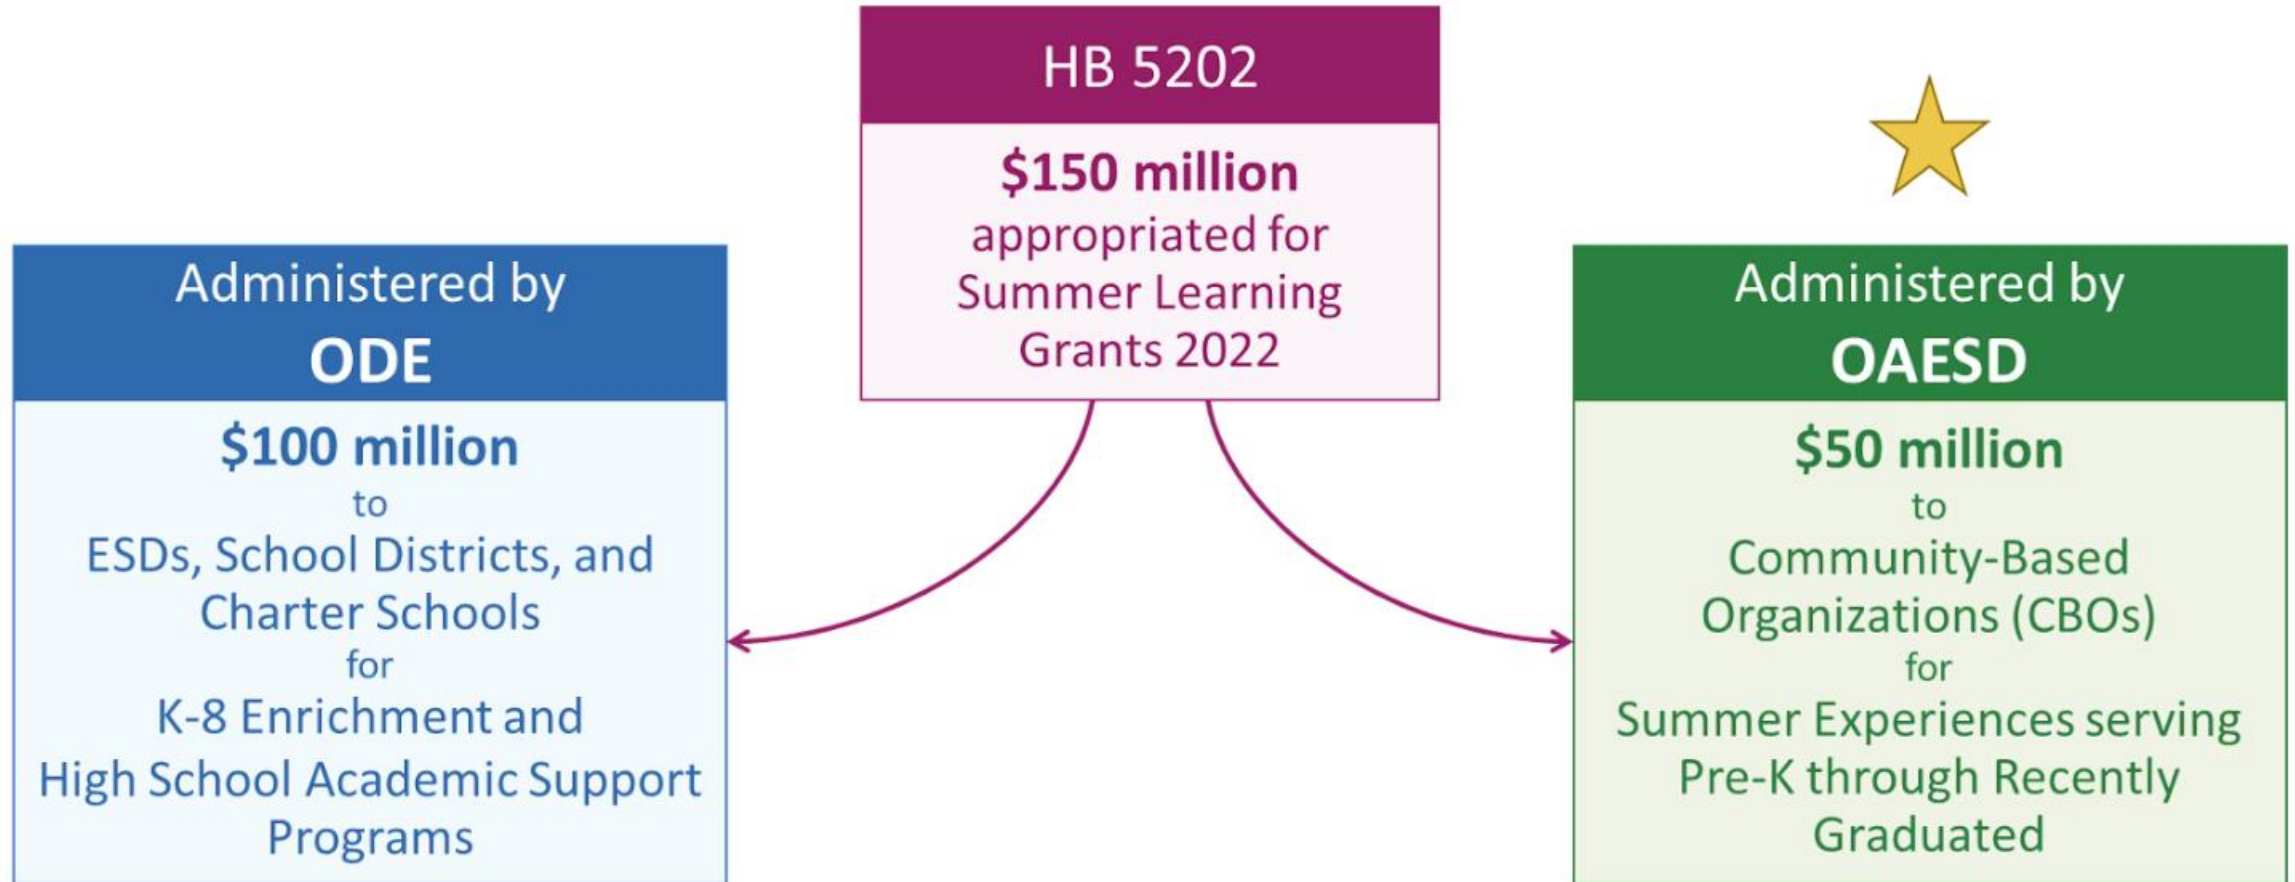 HB 5202
$150 million
appropriated for
Summer Learning
Grants 2022
Administered by
ODE
$100 million
to
ESDs, School Districts, and
Charter Schools
for
K-8 Enrichment and
High School Academic Support
Programs
Administered by
OAESD
$50 million
to
Community-Based
Organizations (CBOs)
for
Summer Experiences serving
Pre-K through Recently
Graduated